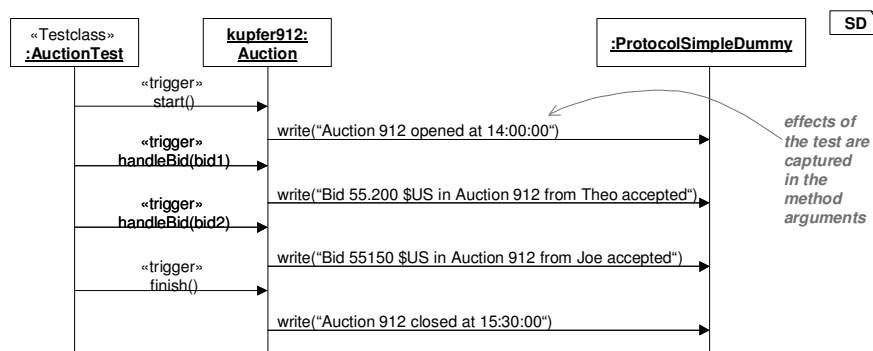 SD
«Testclass»
:AuctionTest
kupfer912:
Auction
:ProtocolSimpleDummy
«trigger»
start()
write(“Auction 912 opened at 14:00:00“)
effects of
the test are
captured
in the
method
arguments
«trigger»
handleBid(bid1)
write(“Bid 55.200 $US in Auction 912 from Theo accepted“)
«trigger»
handleBid(bid2)
write(“Bid 55150 $US in Auction 912 from Joe accepted“)
«trigger»
finish()
write(“Auction 912 closed at 15:30:00“)